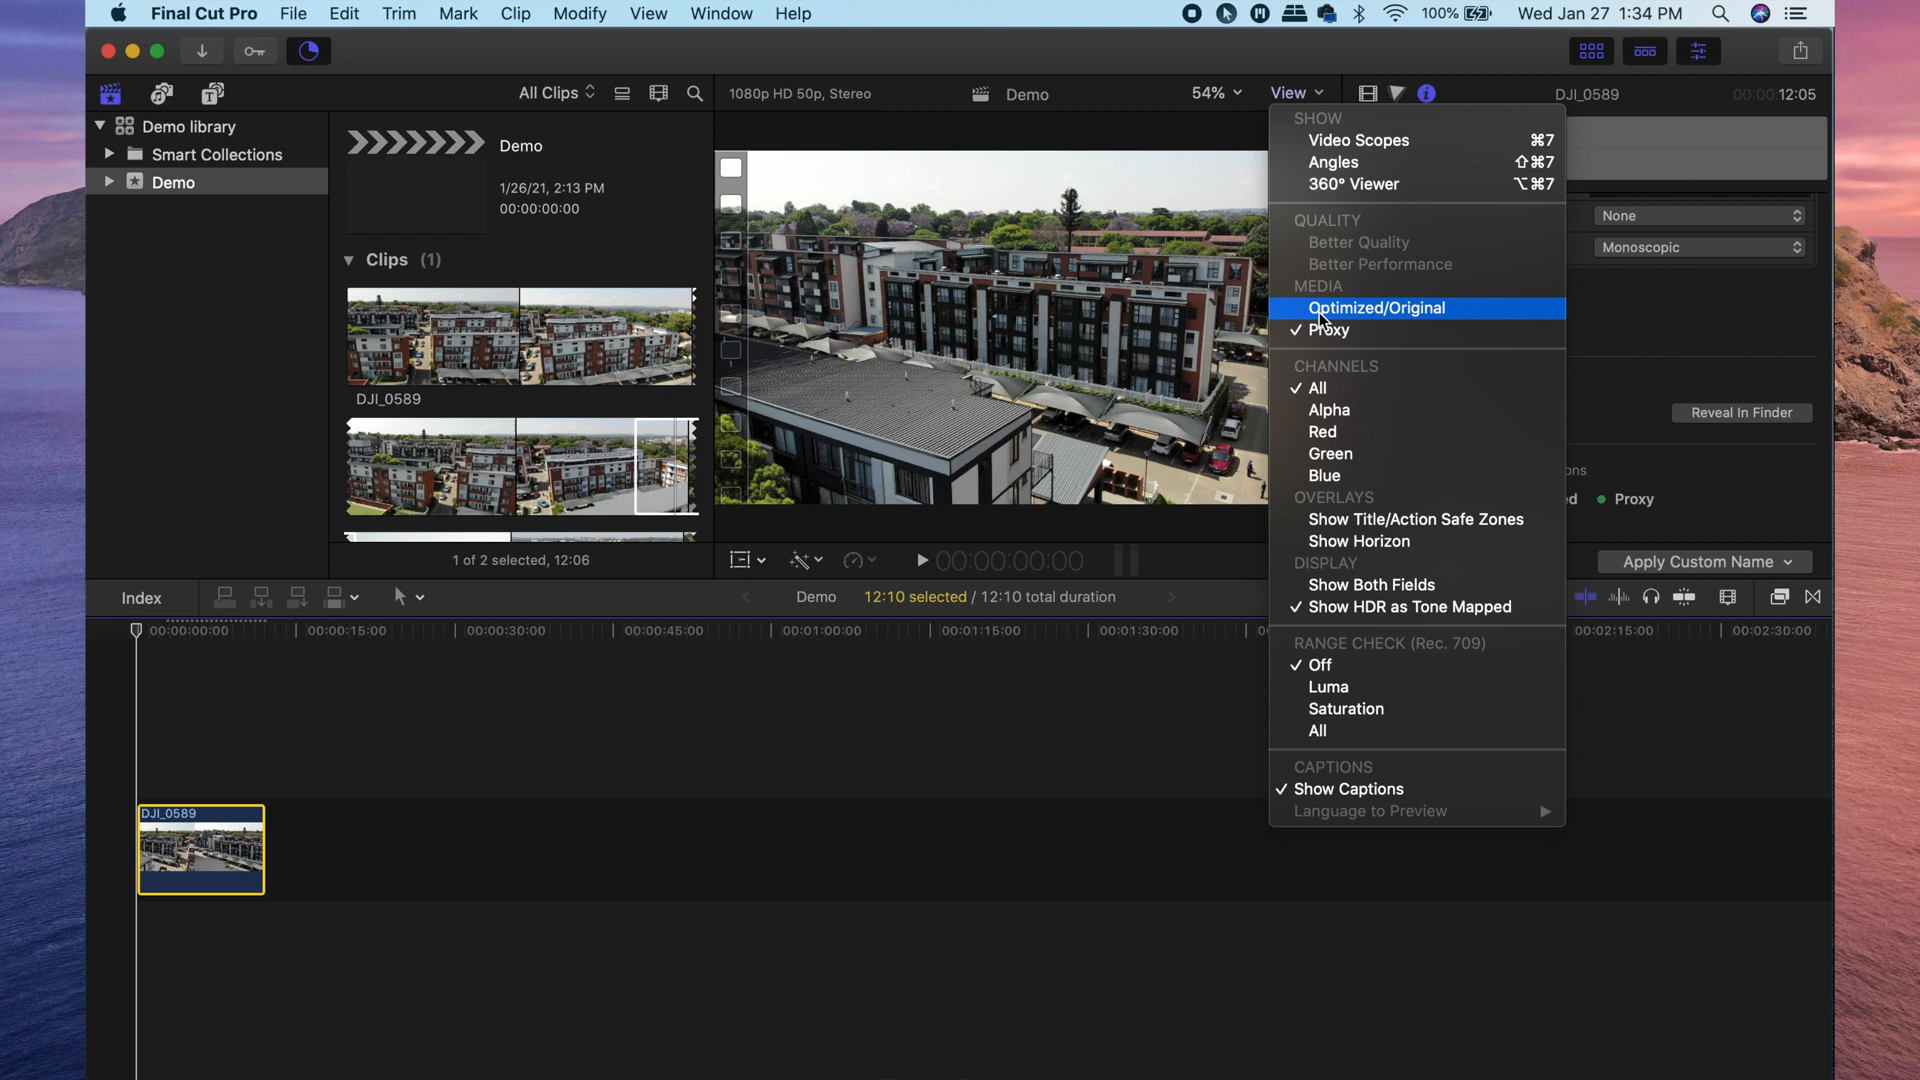 Final Cut Pro File Edit Trim Mark Clip Modify View Window Help 100% Wed Jan 27 1:34 PM
All Clips 1080p HD 50p, Stereo Demo 54% View DJI_0589 00:00:00:12:05
Demo library
Smart Collections
Demo
Demo
1/26/21, 2:13 PM
00:00:00:00
Clips (1)
DJI_0589
1 of 2 selected, 12:06
00:00:00:00
SHOW
Video Scopes ⌘7
Angles ⇧⌘7
360° Viewer ⌥⌘7
QUALITY
Better Quality
Better Performance
MEDIA
Optimized/Original
✓ Proxy
CHANNELS
✓ All
Alpha
Red
Green
Blue
OVERLAYS
Show Title/Action Safe Zones
Show Horizon
DISPLAY
Show Both Fields
✓ Show HDR as Tone Mapped
RANGE CHECK (Rec. 709)
✓ Off
Luma
Saturation
All
CAPTIONS
✓ Show Captions
Language to Preview
None
Monoscopic
Reveal In Finder
ons
ed Proxy
Apply Custom Name
Index Demo 12:10 selected / 12:10 total duration
00:00:00:00 00:00:15:00 00:00:30:00 00:00:45:00 00:01:00:00 00:01:15:00 00:01:30:00 00:02:15:00 00:02:30:00
DJI_0589